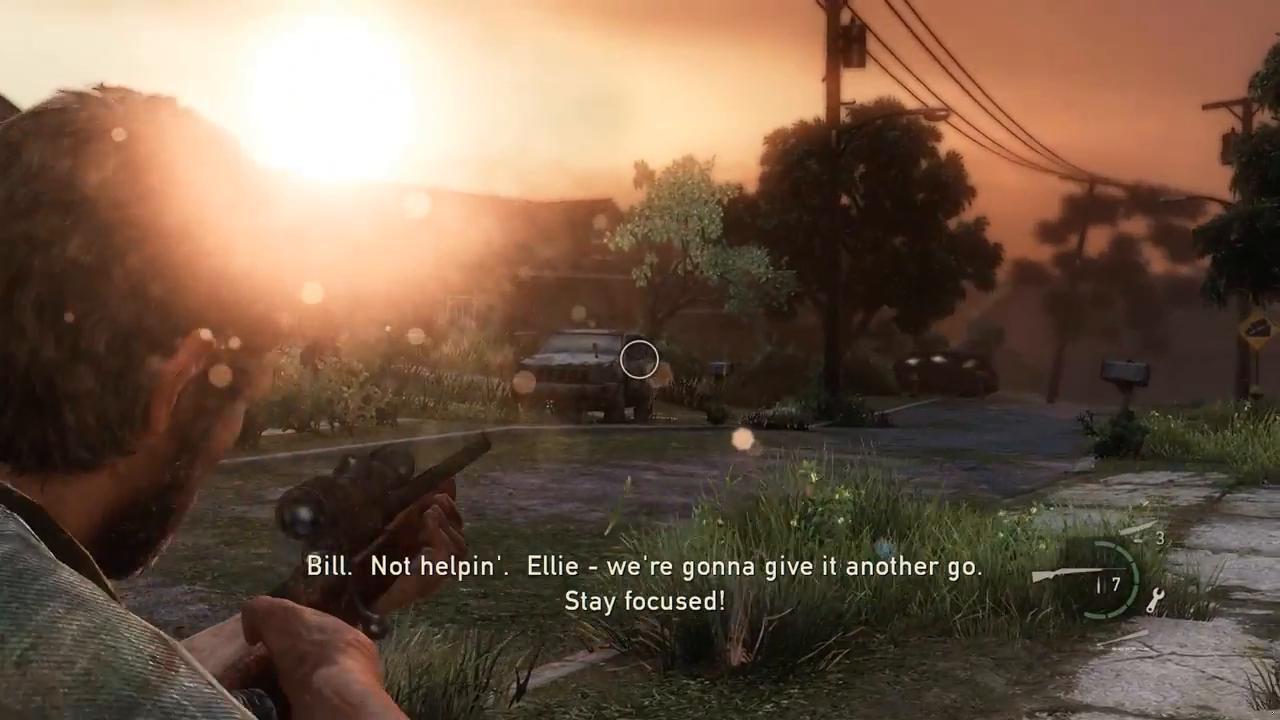 Bill. Not helpin'. Ellie - we're gonna give it another go.
Stay focused!
3
7